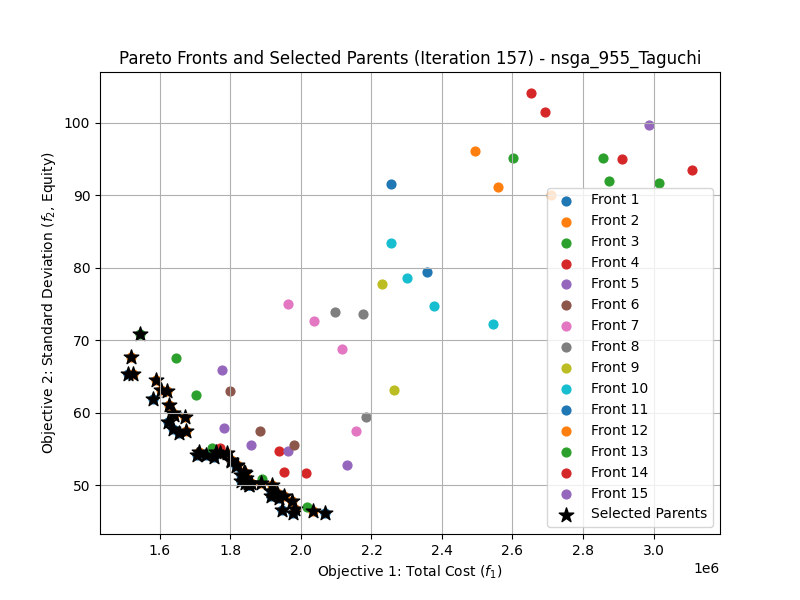 Pareto Fronts and Selected Parents (Iteration 157) - nsga_955_Taguchi
Objective 2: Standard Deviation (f₂, Equity)
100
90
80
70
60
50
Front 1
Front 2
Front 3
Front 4
Front 5
Front 6
Front 7
Front 8
Front 9
Front 10
Front 11
Front 12
Front 13
Front 14
Front 15
Selected Parents
1.6 1.8 2.0 2.2 2.4 2.6 2.8 3.0
1e6
Objective 1: Total Cost (f₁)